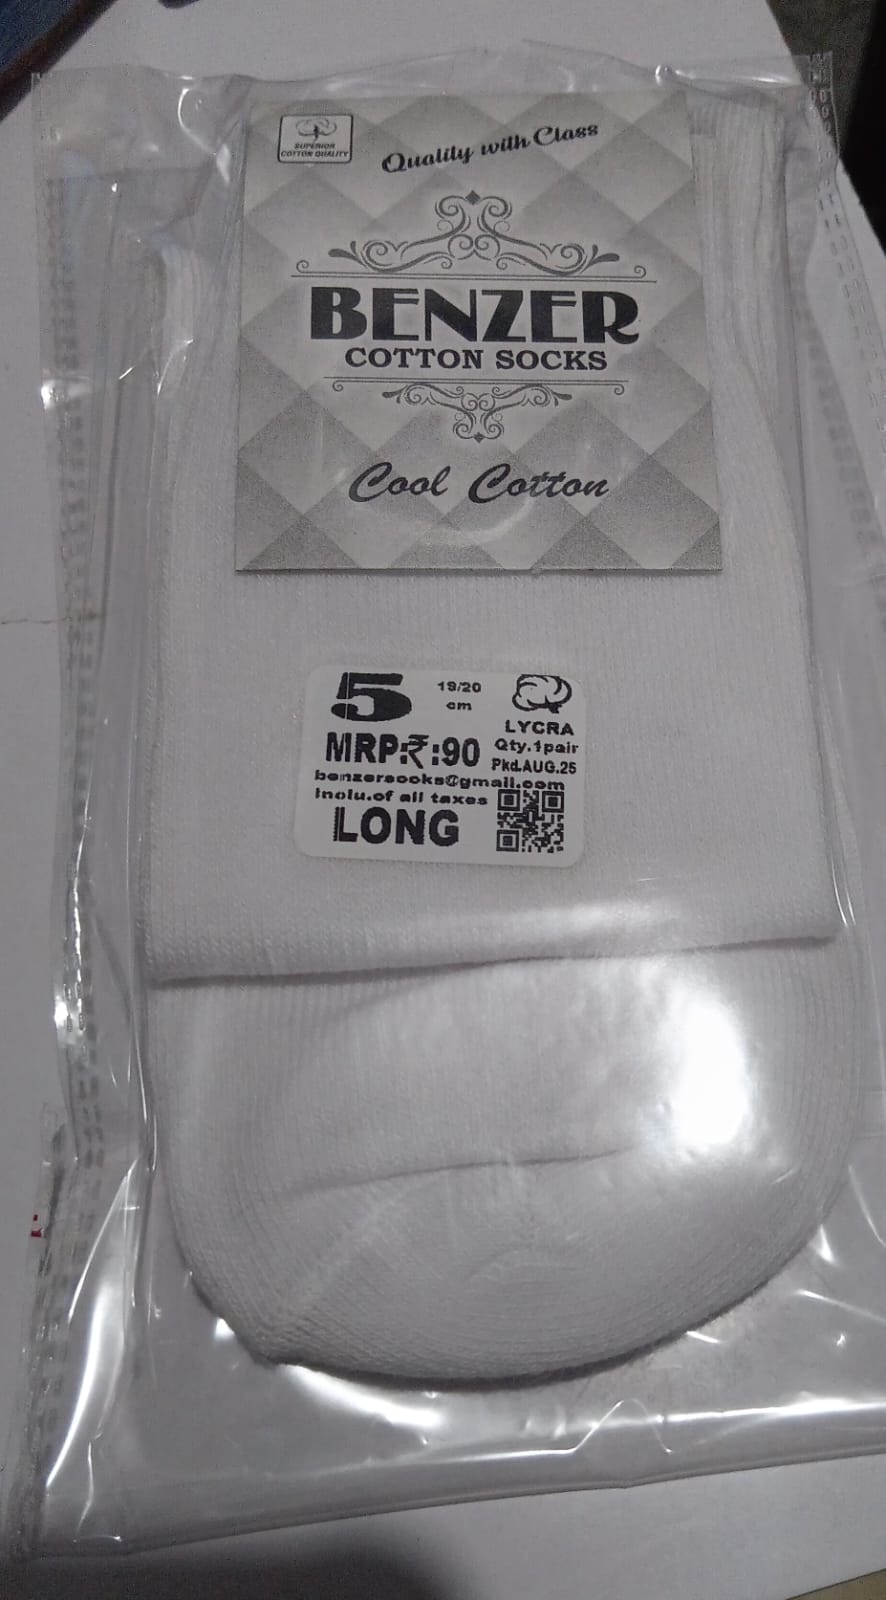 SUPERIOR
COTTON QUALITY
Quality with Class
BENZER
COTTON SOCKS
Cool Cotton
5
19/20
cm
LYCRA
MRP:₹:90
Qty.1pair
Pkd.AUG.25
benzersocks@gmail.com
Inclu.of all taxes
LONG